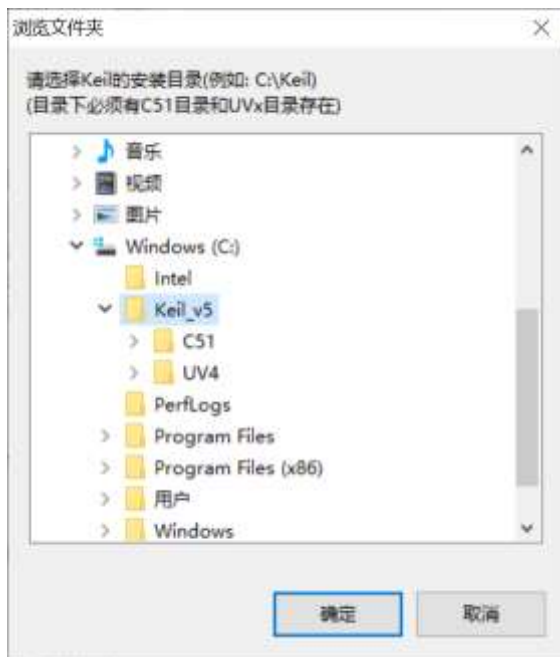 浏览文件夹
请选择Keil的安装目录(例如: C:\Keil)
(目录下必须有C51目录和UVx目录存在)
音乐
视频
图片
Windows (C:)
Intel
Keil_v5
C51
UV4
PerfLogs
Program Files
Program Files (x86)
用户
Windows
确定
取消